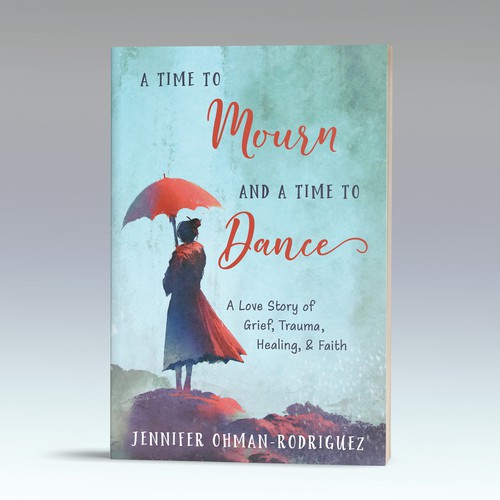 A TIME TO
Mourn
AND A TIME TO
Dance
A Love Story of
Grief, Trauma,
Healing, & Faith
JENNIFER OHMAN-RODRIGUEZ